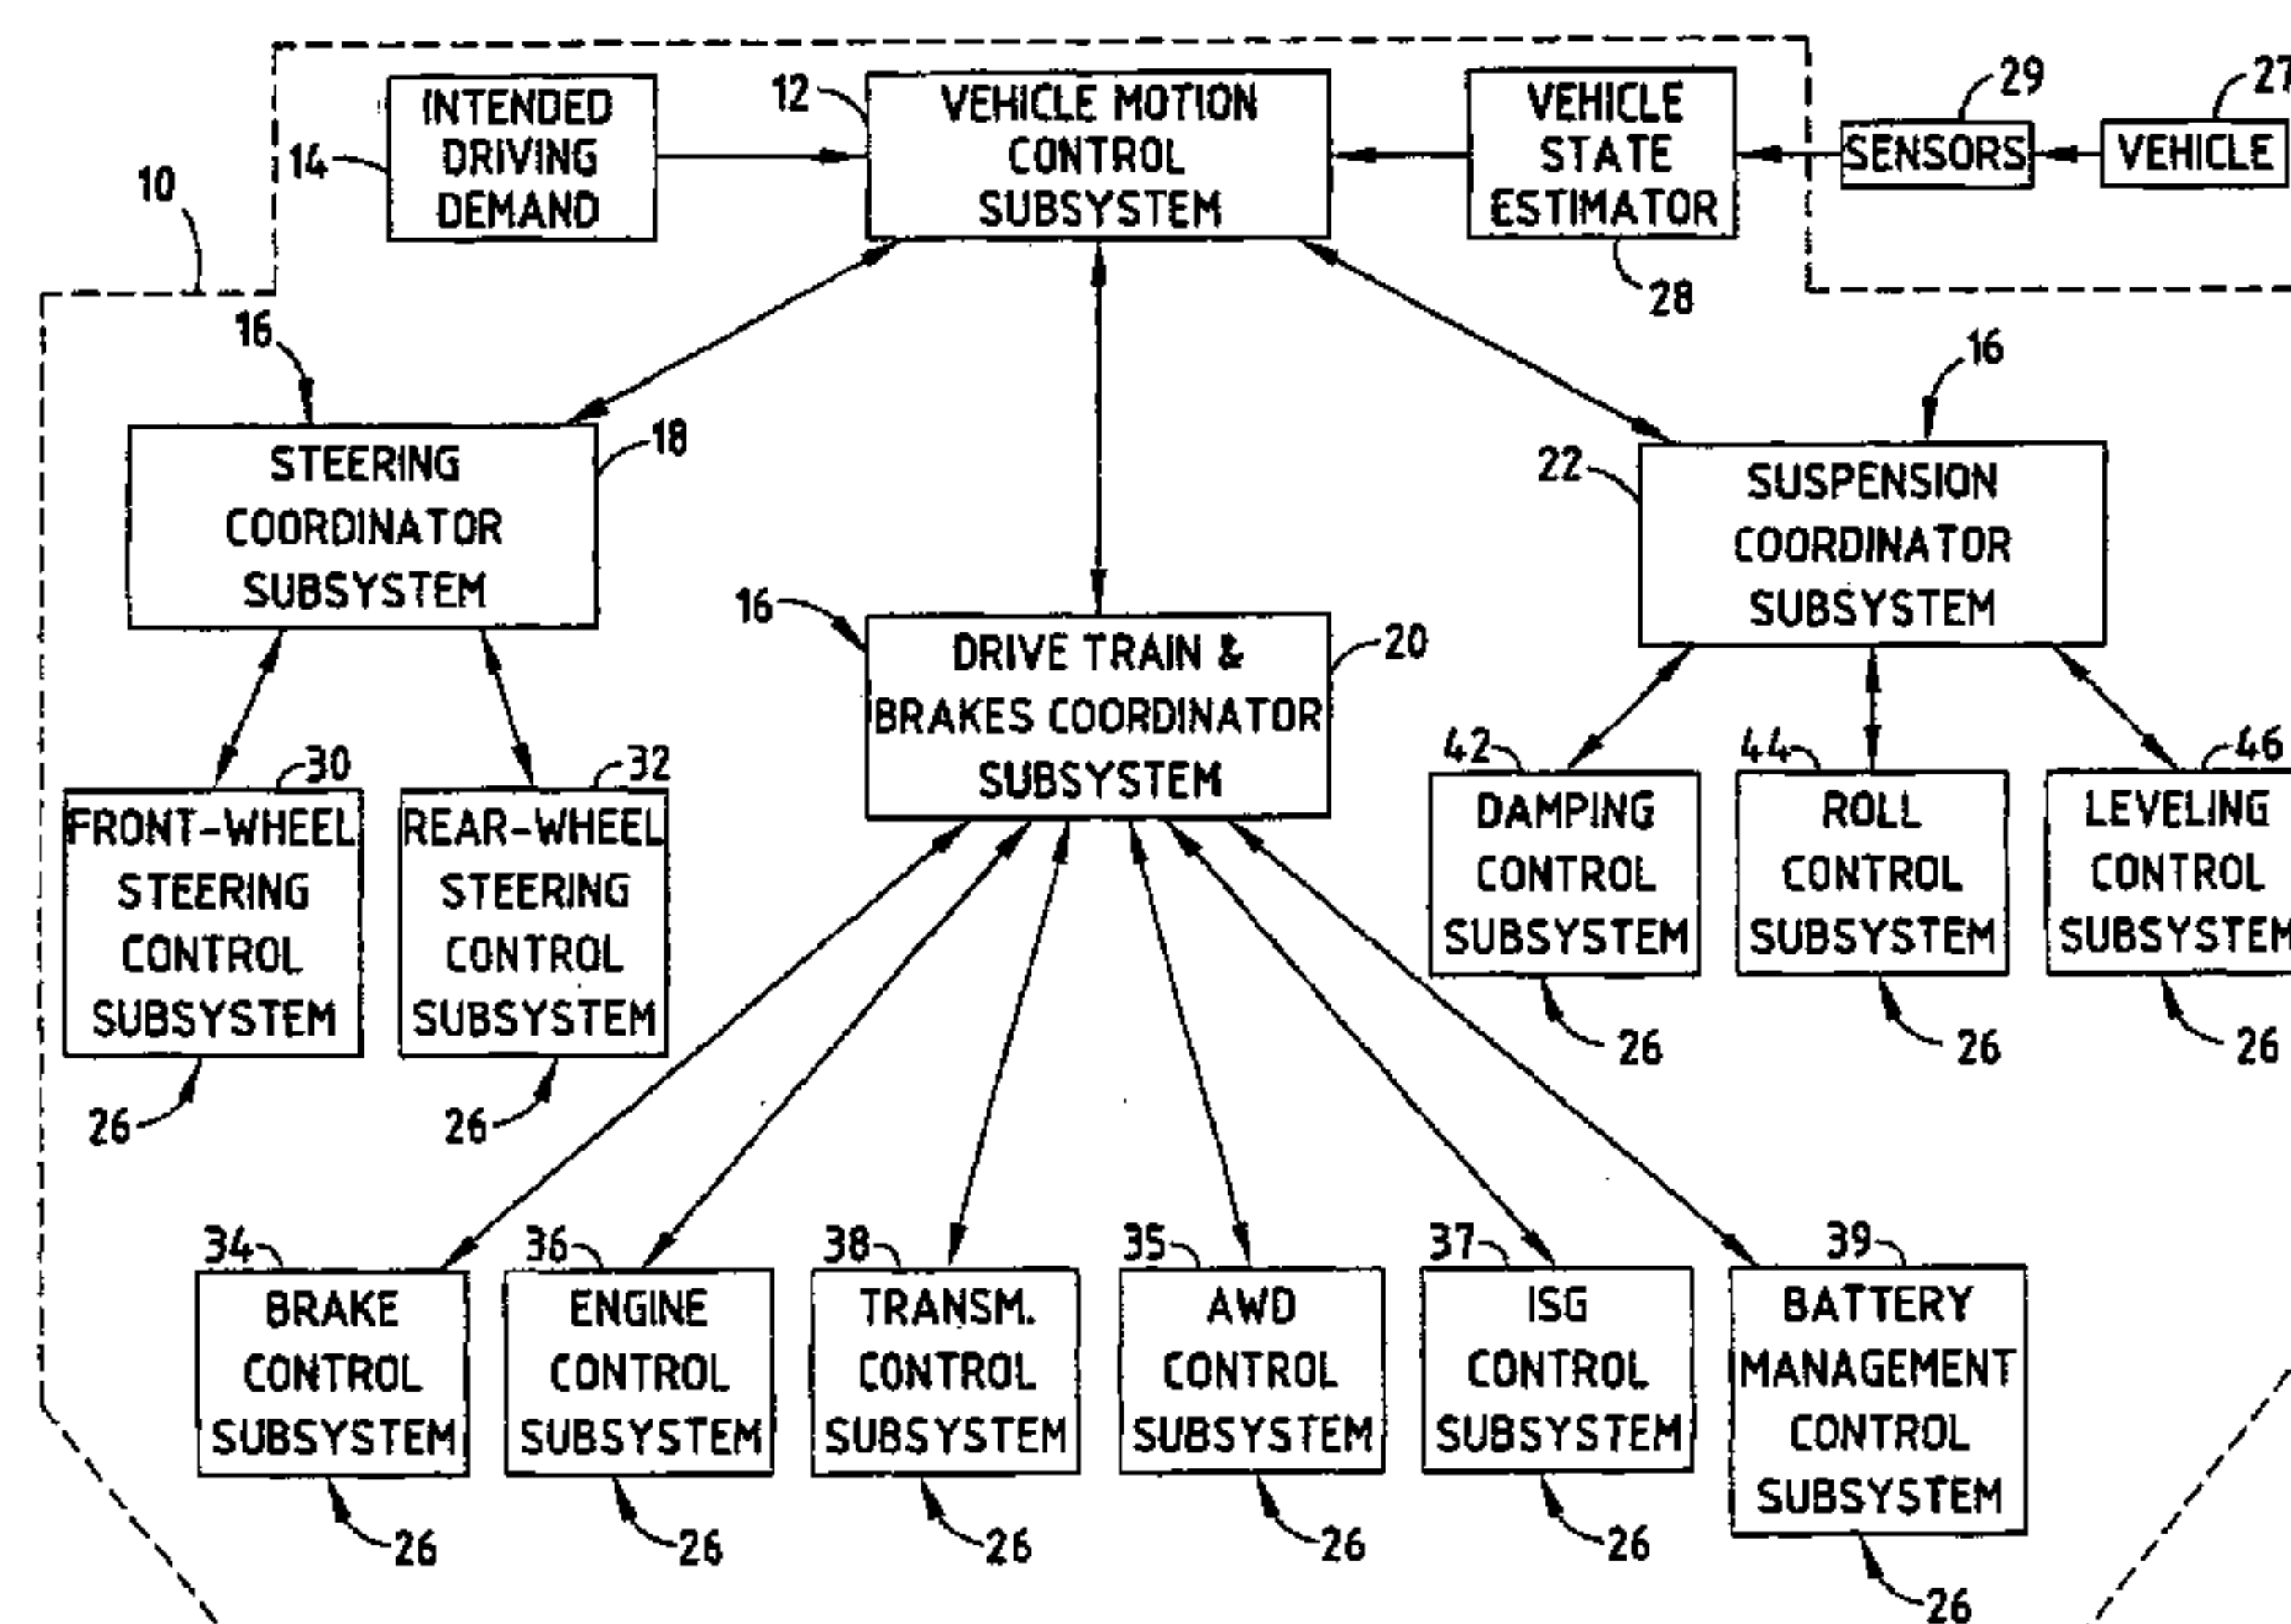 INTENDED
DRIVING
DEMAND
14
10
12
VEHICLE MOTION
CONTROL
SUBSYSTEM
VEHICLE
STATE
ESTIMATOR
28
29
SENSORS
27
VEHICLE
16
STEERING
COORDINATOR
SUBSYSTEM
18
16
DRIVE TRAIN &
BRAKES COORDINATOR
SUBSYSTEM
20
16
22
SUSPENSION
COORDINATOR
SUBSYSTEM
30
FRONT-WHEEL
STEERING
CONTROL
SUBSYSTEM
26
32
REAR-WHEEL
STEERING
CONTROL
SUBSYSTEM
26
42
DAMPING
CONTROL
SUBSYSTEM
26
44
ROLL
CONTROL
SUBSYSTEM
26
46
LEVELING
CONTROL
SUBSYSTEM
26
34
BRAKE
CONTROL
SUBSYSTEM
26
36
ENGINE
CONTROL
SUBSYSTEM
26
38
TRANSM.
CONTROL
SUBSYSTEM
26
35
AWD
CONTROL
SUBSYSTEM
26
37
ISG
CONTROL
SUBSYSTEM
26
39
BATTERY
MANAGEMENT
CONTROL
SUBSYSTEM
26